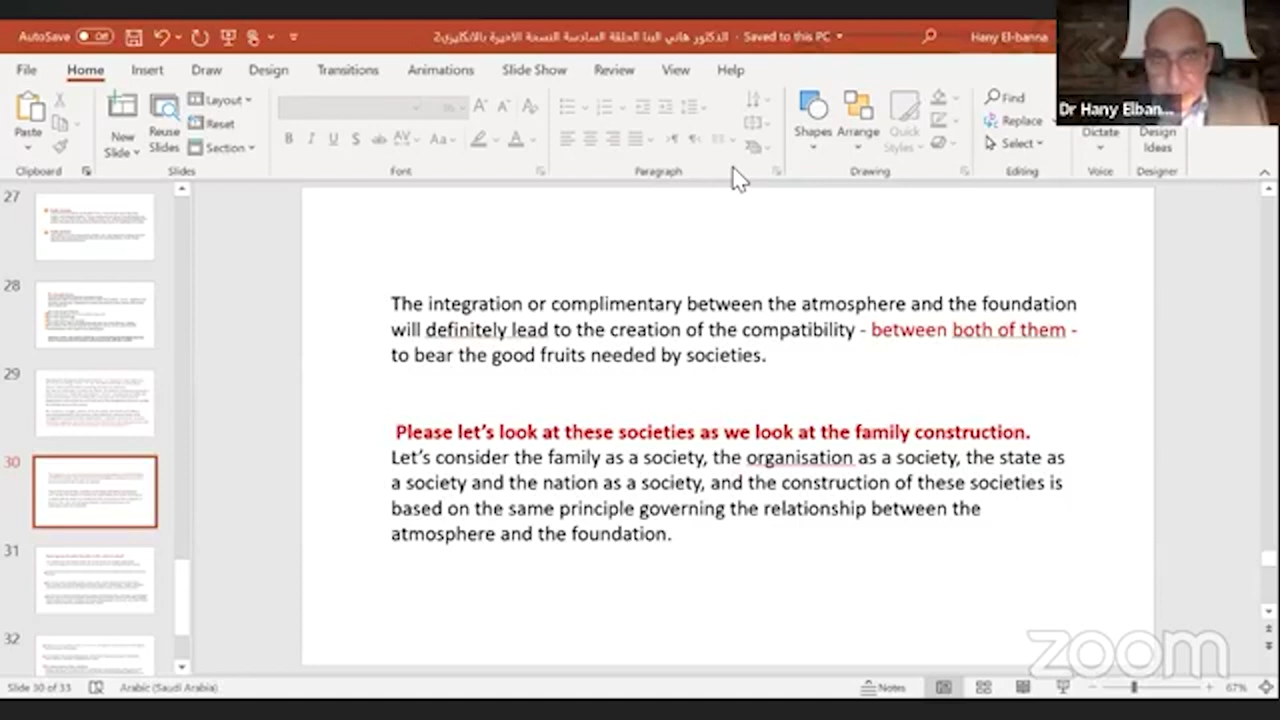 AutoSave Off الدكتور هاني البنا الحلقة السادسة النسخة الاخيرة بالانكليزي2 - Saved to this PC Hany El-banna
File Home Insert Draw Design Transitions Animations Slide Show Review View Help
Paste
New Slide
Reuse Slides
Layout
Reset
Section
B I U S ab AV Aa A
Shapes Arrange Quick Styles
Find
Replace
Select
Dictate
Design Ideas
Clipboard Slides Font Paragraph Drawing Editing Voice Designer
Dr Hany Elban...
27
28
29
30
31
32
The integration or complimentary between the atmosphere and the foundation
will definitely lead to the creation of the compatibility - between both of them -
to bear the good fruits needed by societies.
Please let's look at these societies as we look at the family construction.
Let's consider the family as a society, the organisation as a society, the state as
a society and the nation as a society, and the construction of these societies is
based on the same principle governing the relationship between the
atmosphere and the foundation.
zoom
Slide 30 of 33 Arabic (Saudi Arabia) Notes 67%